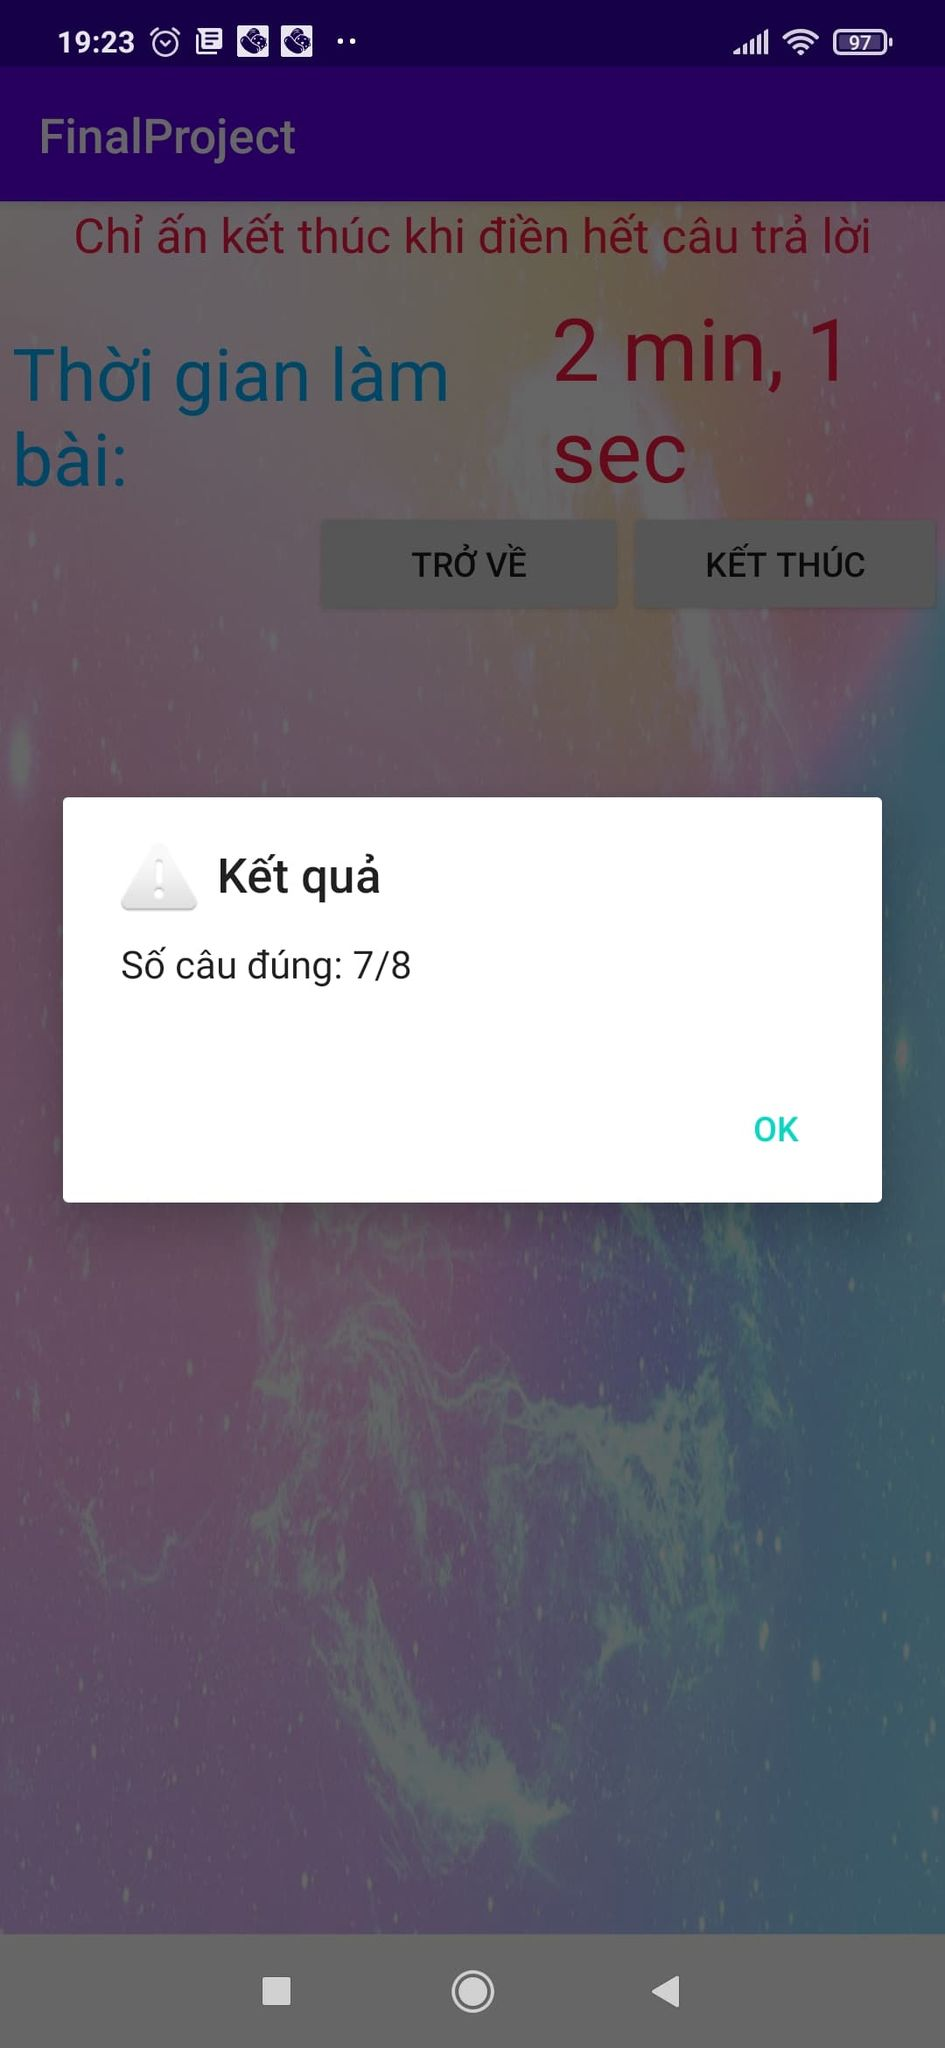 19:23
97
FinalProject
Chỉ ấn kết thúc khi điền hết câu trả lời
Thời gian làm
bài:
2 min, 1
sec
TRỞ VỀ
KẾT THÚC
Kết quả
Số câu đúng: 7/8
OK